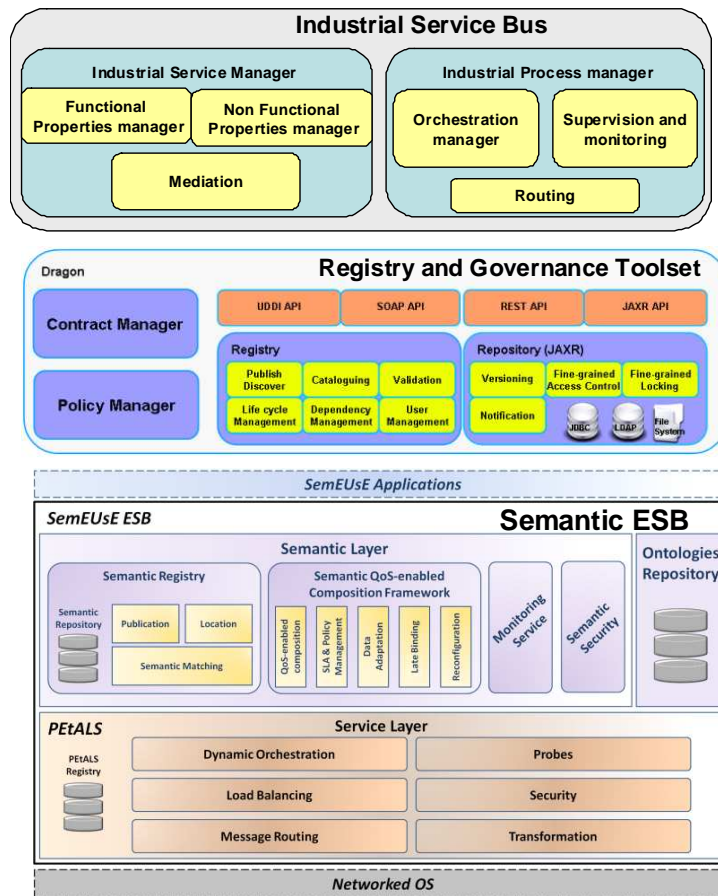 Industrial Service Bus
Industrial Service Manager
Functional
Properties manager
Non Functional
Properties manager
Mediation
Industrial Process manager
Orchestration
manager
Supervision and
monitoring
Routing
Dragon
Registry and Governance Toolset
Contract Manager
Policy Manager
UDDI API
SOAP API
REST API
JAXR API
Registry
Publish
Discover
Cataloguing
Validation
Life cycle
Management
Dependency
Management
User
Management
Repository (JAXR)
Versioning
Fine-grained
Access Control
Fine-grained
Locking
Notification
JDBC
LDAP
File
System
SemEUsE Applications
SemEUsE ESB
Semantic ESB
Semantic Layer
Semantic Registry
Semantic
Repository
Publication
Location
Semantic Matching
Semantic QoS-enabled
Composition Framework
QoS-enabled
composition
SLA & Policy
Management
Data
Adaptation
Late Binding
Reconfiguration
Monitoring
Service
Semantic
Security
Ontologies
Repository
PEtALS
Service Layer
PEtALS
Registry
Dynamic Orchestration
Probes
Load Balancing
Security
Message Routing
Transformation
Networked OS